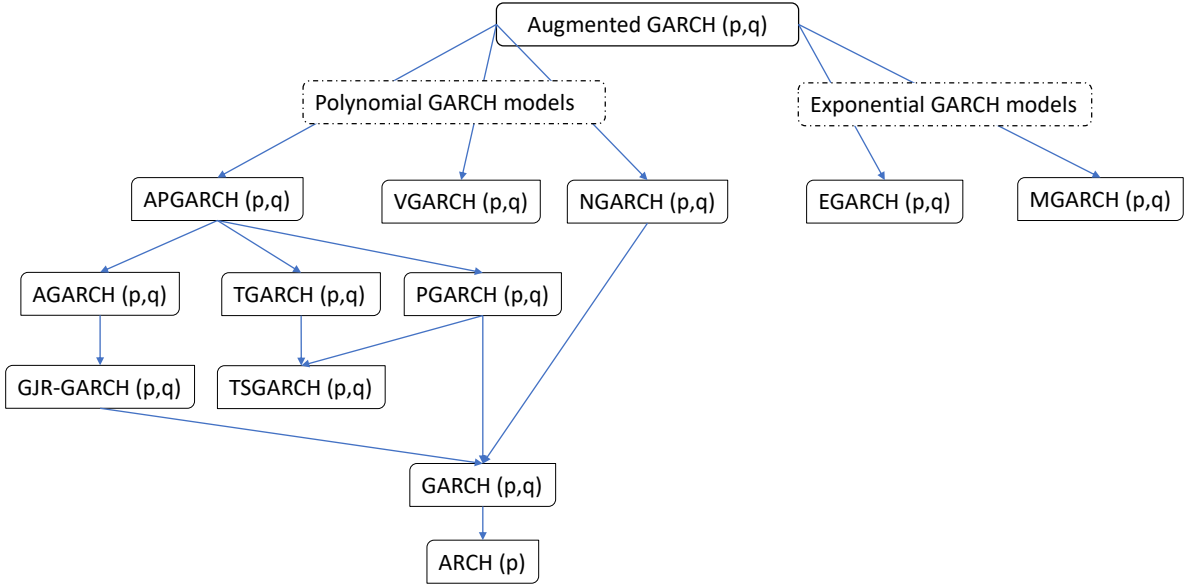 Augmented GARCH (p,q)
Polynomial GARCH models
Exponential GARCH models
APGARCH (p,q)
VGARCH (p,q)
NGARCH (p,q)
EGARCH (p,q)
MGARCH (p,q)
AGARCH (p,q)
TGARCH (p,q)
PGARCH (p,q)
GJR-GARCH (p,q)
TSGARCH (p,q)
GARCH (p,q)
ARCH (p)